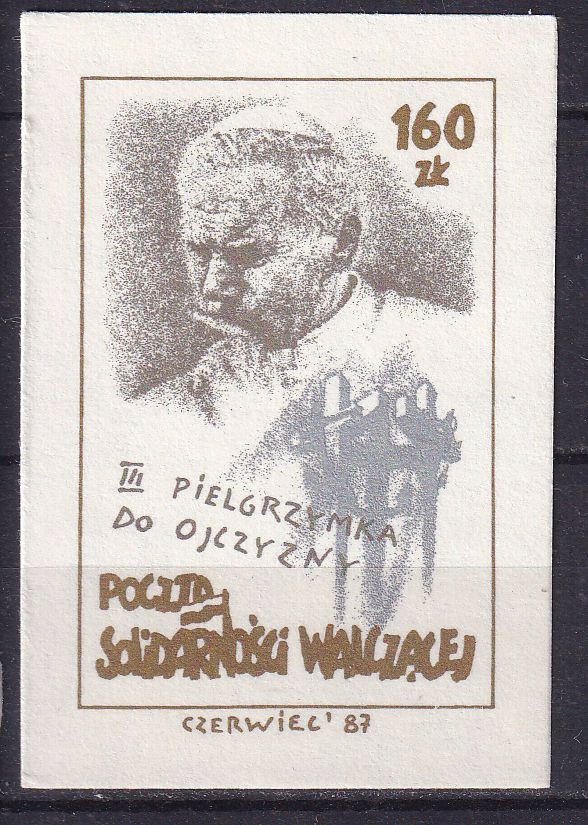 160
ZŁ
III PIELGRZYMKA
DO OJCZYZNY
POCZTA
SOLIDARNOŚCI WALCZĄCEJ
CZERWIEC' 87